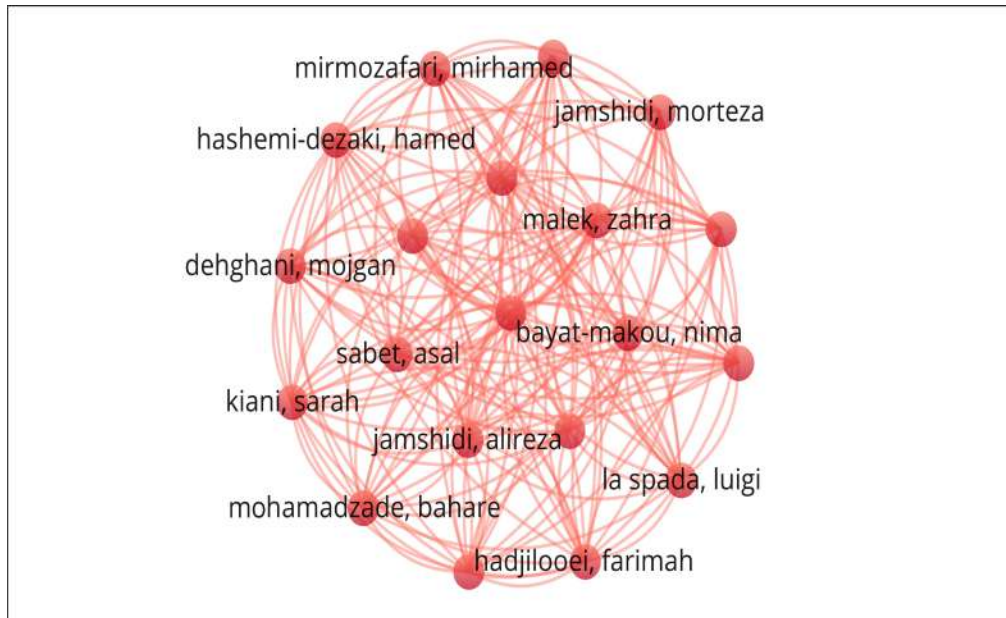 mirmozafari, mirhamed
jamshidi, morteza
hashemi-dezaki, hamed
malek, zahra
dehghani, mojgan
bayat-makou, nima
sabet, asal
kiani, sarah
jamshidi, alireza
la spada, luigi
mohamadzade, bahare
hadjilooei, farimah